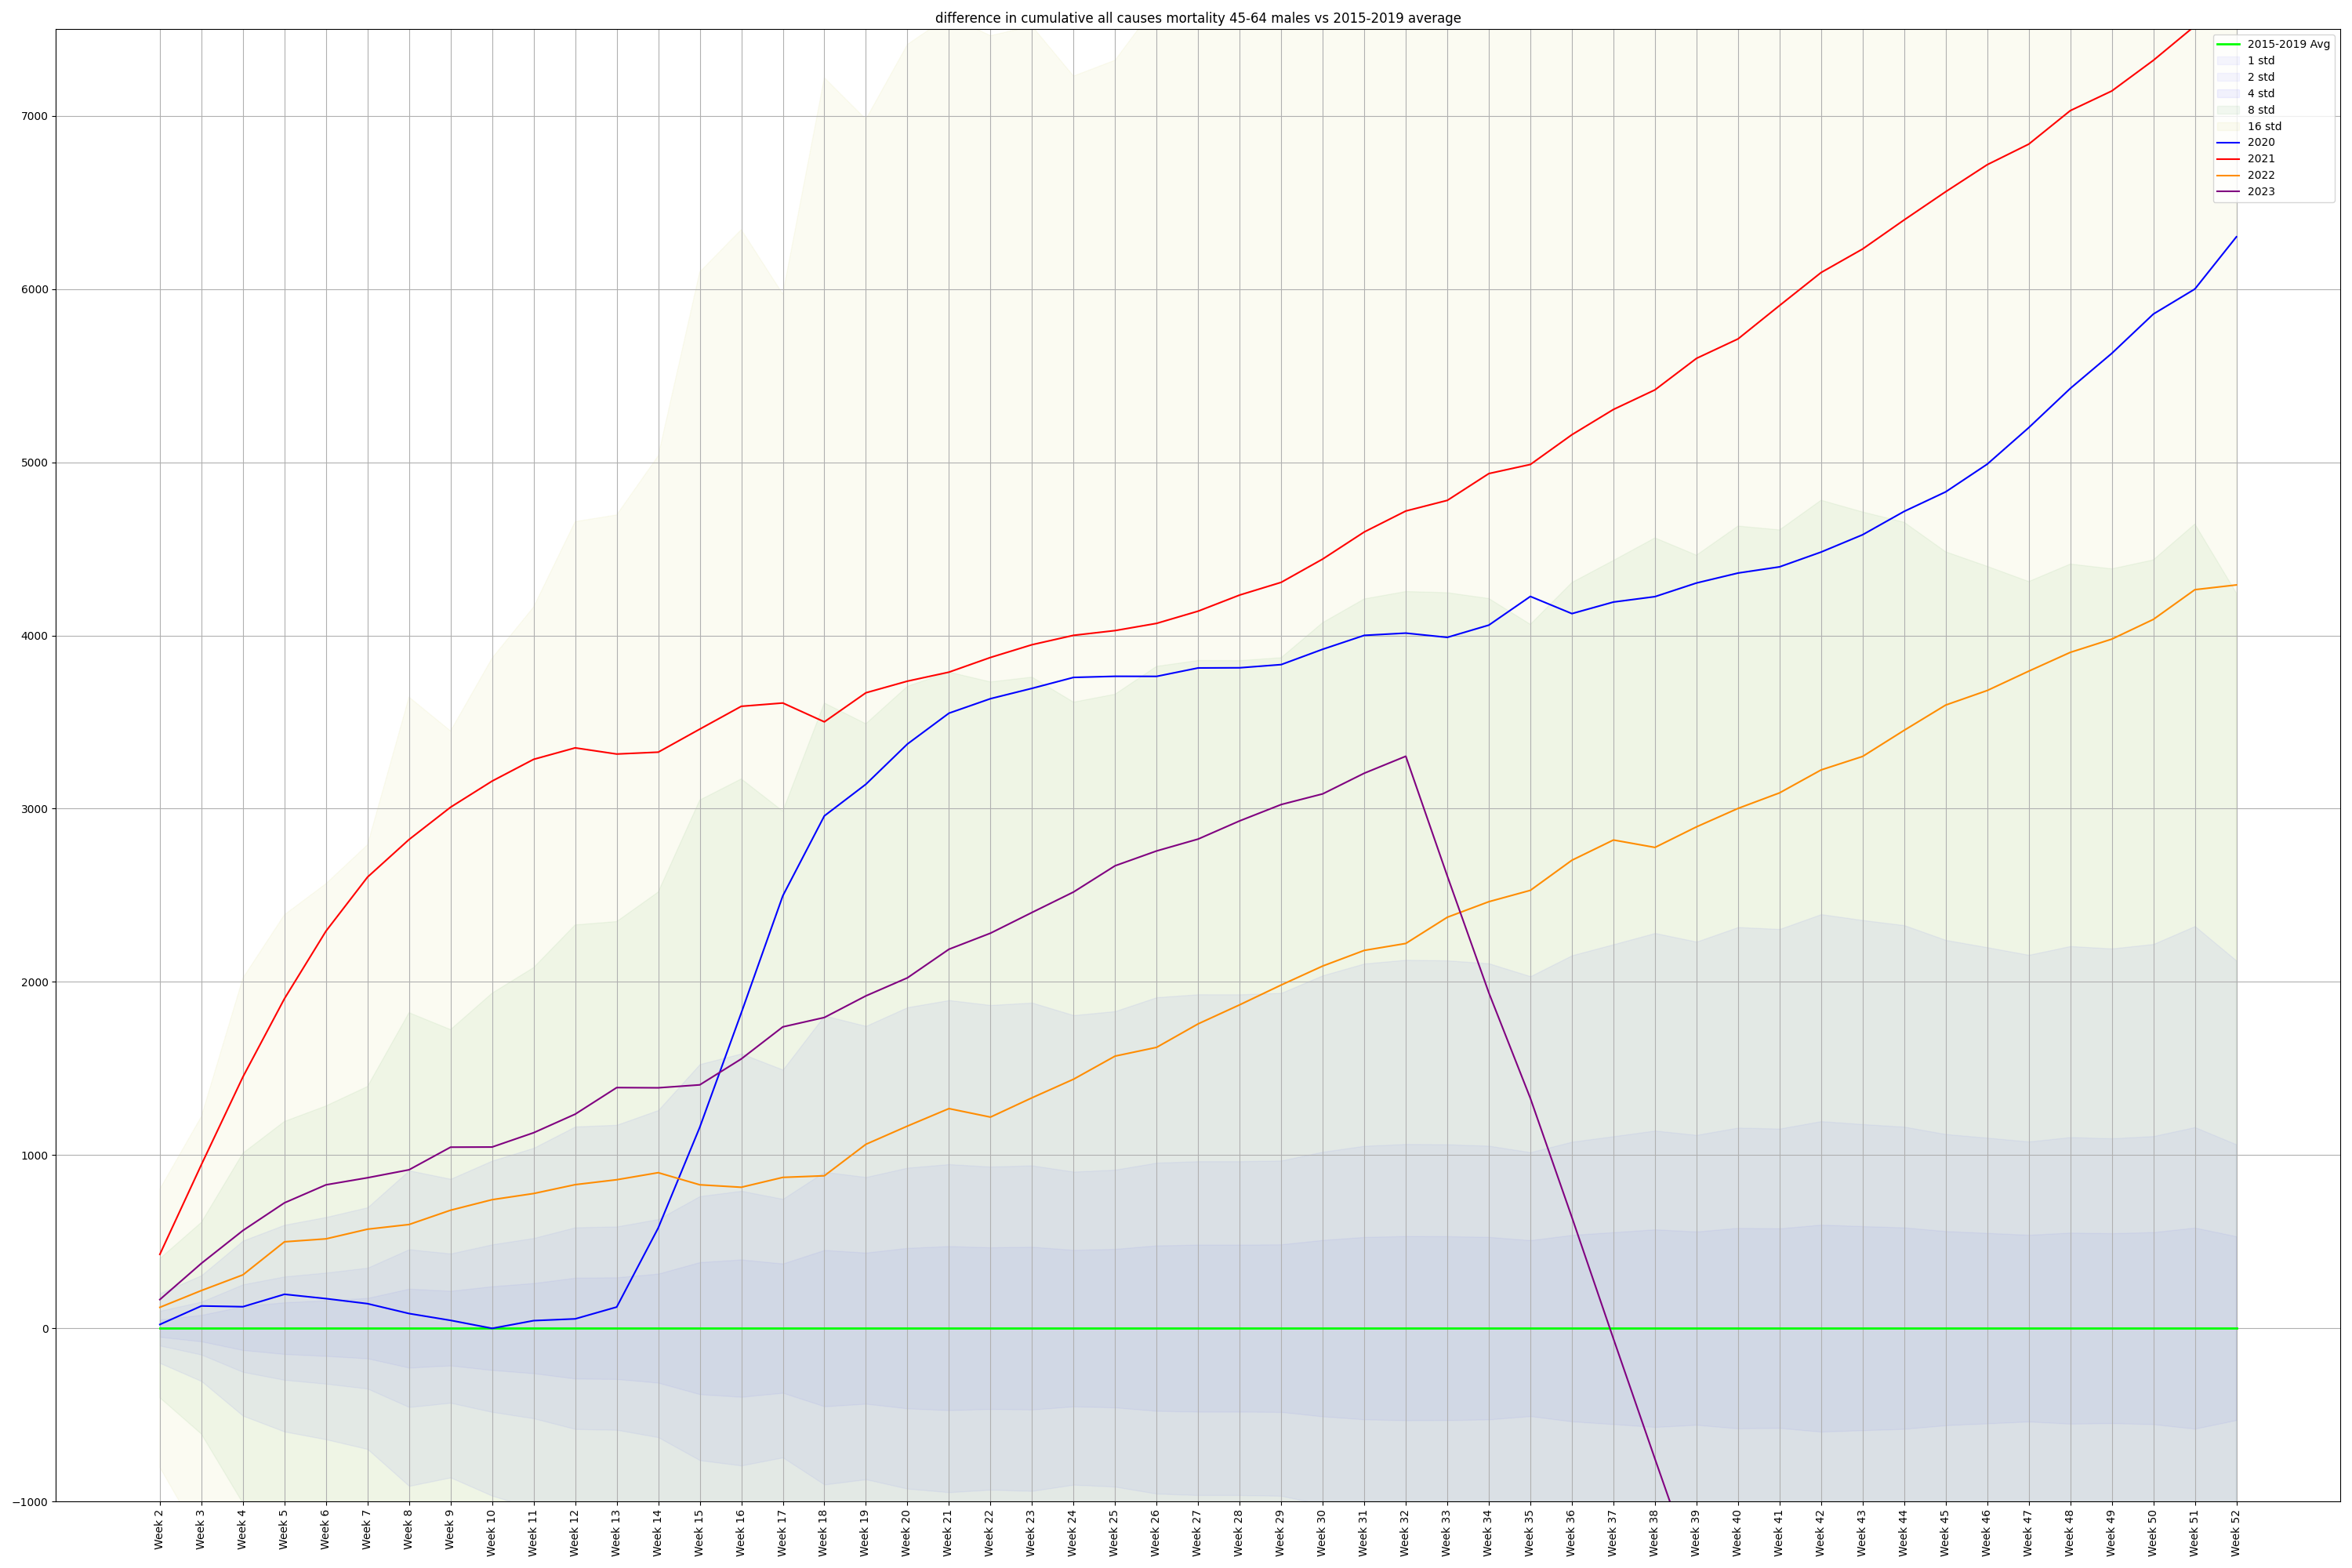 difference in cumulative all causes mortality 45-64 males vs 2015-2019 average
2015-2019 Avg
1 std
2 std
4 std
8 std
16 std
2020
2021
2022
2023
7000
6000
5000
4000
3000
2000
1000
0
−1000
Week 2
Week 3
Week 4
Week 5
Week 6
Week 7
Week 8
Week 9
Week 10
Week 11
Week 12
Week 13
Week 14
Week 15
Week 16
Week 17
Week 18
Week 19
Week 20
Week 21
Week 22
Week 23
Week 24
Week 25
Week 26
Week 27
Week 28
Week 29
Week 30
Week 31
Week 32
Week 33
Week 34
Week 35
Week 36
Week 37
Week 38
Week 39
Week 40
Week 41
Week 42
Week 43
Week 44
Week 45
Week 46
Week 47
Week 48
Week 49
Week 50
Week 51
Week 52